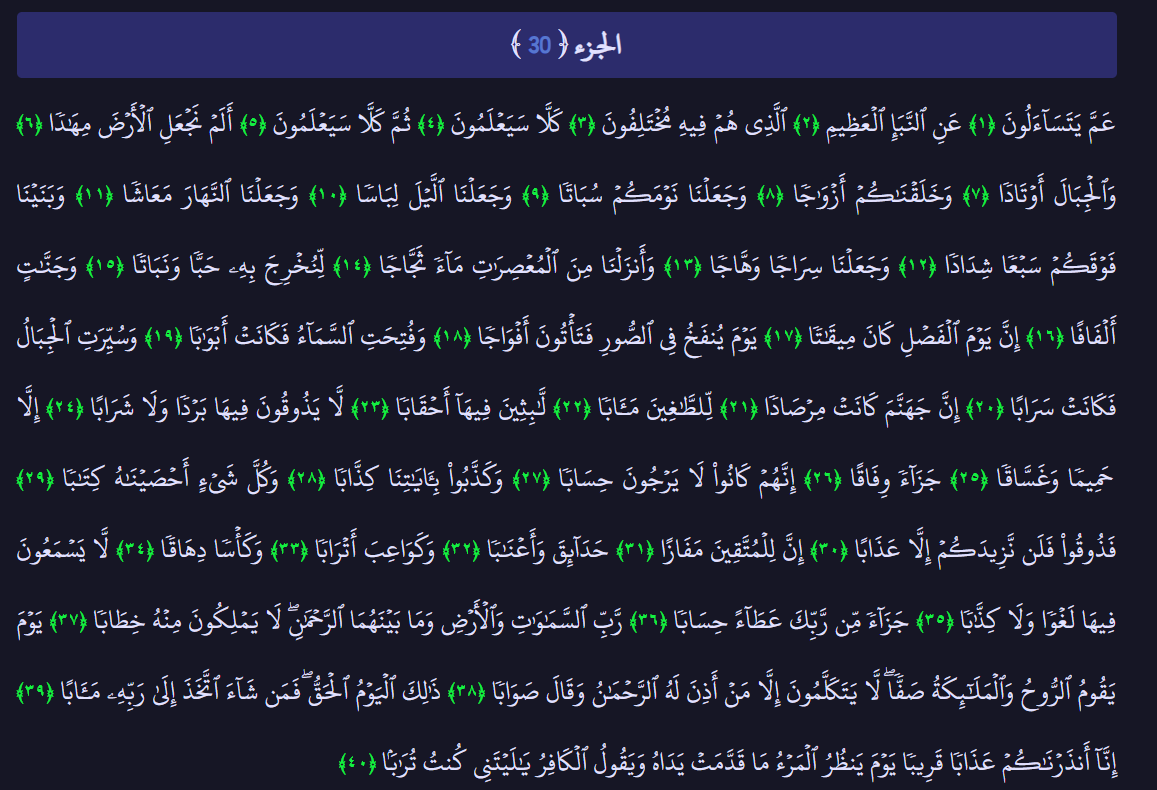 الجزء ﴿ 30 ﴾
عَمَّ يَتَسَآءَلُونَ ﴿١﴾ عَنِ ٱلنَّبَإِ ٱلْعَظِيمِ ﴿٢﴾ ٱلَّذِى هُمْ فِيهِ مُخْتَلِفُونَ ﴿٣﴾ كَلَّا سَيَعْلَمُونَ ﴿٤﴾ ثُمَّ كَلَّا سَيَعْلَمُونَ ﴿٥﴾ أَلَمْ نَجْعَلِ ٱلْأَرْضَ مِهَٰدًا ﴿٦﴾
وَٱلْجِبَالَ أَوْتَادًا ﴿٧﴾ وَخَلَقْنَٰكُمْ أَزْوَٰجًا ﴿٨﴾ وَجَعَلْنَا نَوْمَكُمْ سُبَاتًا ﴿٩﴾ وَجَعَلْنَا ٱلَّيْلَ لِبَاسًا ﴿١٠﴾ وَجَعَلْنَا ٱلنَّهَارَ مَعَاشًا ﴿١١﴾ وَبَنَيْنَا
فَوْقَكُمْ سَبْعًا شِدَادًا ﴿١٢﴾ وَجَعَلْنَا سِرَاجًا وَهَّاجًا ﴿١٣﴾ وَأَنزَلْنَا مِنَ ٱلْمُعْصِرَٰتِ مَآءً ثَجَّاجًا ﴿١٤﴾ لِّنُخْرِجَ بِهِۦ حَبًّا وَنَبَاتًا ﴿١٥﴾ وَجَنَّٰتٍ
أَلْفَافًا ﴿١٦﴾ إِنَّ يَوْمَ ٱلْفَصْلِ كَانَ مِيقَٰتًا ﴿١٧﴾ يَوْمَ يُنفَخُ فِى ٱلصُّورِ فَتَأْتُونَ أَفْوَاجًا ﴿١٨﴾ وَفُتِحَتِ ٱلسَّمَآءُ فَكَانَتْ أَبْوَٰبًا ﴿١٩﴾ وَسُيِّرَتِ ٱلْجِبَالُ
فَكَانَتْ سَرَابًا ﴿٢٠﴾ إِنَّ جَهَنَّمَ كَانَتْ مِرْصَادًا ﴿٢١﴾ لِّلطَّٰغِينَ مَـَٔابًا ﴿٢٢﴾ لَّٰبِثِينَ فِيهَآ أَحْقَابًا ﴿٢٣﴾ لَّا يَذُوقُونَ فِيهَا بَرْدًا وَلَا شَرَابًا ﴿٢٤﴾ إِلَّا
حَمِيمًا وَغَسَّاقًا ﴿٢٥﴾ جَزَآءً وِفَاقًا ﴿٢٦﴾ إِنَّهُمْ كَانُوا۟ لَا يَرْجُونَ حِسَابًا ﴿٢٧﴾ وَكَذَّبُوا۟ بِـَٔايَٰتِنَا كِذَّابًا ﴿٢٨﴾ وَكُلَّ شَىْءٍ أَحْصَيْنَٰهُ كِتَٰبًا ﴿٢٩﴾
فَذُوقُوا۟ فَلَن نَّزِيدَكُمْ إِلَّا عَذَابًا ﴿٣٠﴾ إِنَّ لِلْمُتَّقِينَ مَفَازًا ﴿٣١﴾ حَدَآئِقَ وَأَعْنَٰبًا ﴿٣٢﴾ وَكَوَاعِبَ أَتْرَابًا ﴿٣٣﴾ وَكَأْسًا دِهَاقًا ﴿٣٤﴾ لَّا يَسْمَعُونَ
فِيهَا لَغْوًا وَلَا كِذَّٰبًا ﴿٣٥﴾ جَزَآءً مِّن رَّبِّكَ عَطَآءً حِسَابًا ﴿٣٦﴾ رَّبِّ ٱلسَّمَٰوَٰتِ وَٱلْأَرْضِ وَمَا بَيْنَهُمَا ٱلرَّحْمَٰنِ ۖ لَا يَمْلِكُونَ مِنْهُ خِطَابًا ﴿٣٧﴾ يَوْمَ
يَقُومُ ٱلرُّوحُ وَٱلْمَلَٰٓئِكَةُ صَفًّا ۖ لَّا يَتَكَلَّمُونَ إِلَّا مَنْ أَذِنَ لَهُ ٱلرَّحْمَٰنُ وَقَالَ صَوَابًا ﴿٣٨﴾ ذَٰلِكَ ٱلْيَوْمُ ٱلْحَقُّ ۖ فَمَن شَآءَ ٱتَّخَذَ إِلَىٰ رَبِّهِۦ مَـَٔابًا ﴿٣٩﴾
إِنَّآ أَنذَرْنَٰكُمْ عَذَابًا قَرِيبًا يَوْمَ يَنظُرُ ٱلْمَرْءُ مَا قَدَّمَتْ يَدَاهُ وَيَقُولُ ٱلْكَافِرُ يَٰلَيْتَنِى كُنتُ تُرَٰبًۢا ﴿٤٠﴾